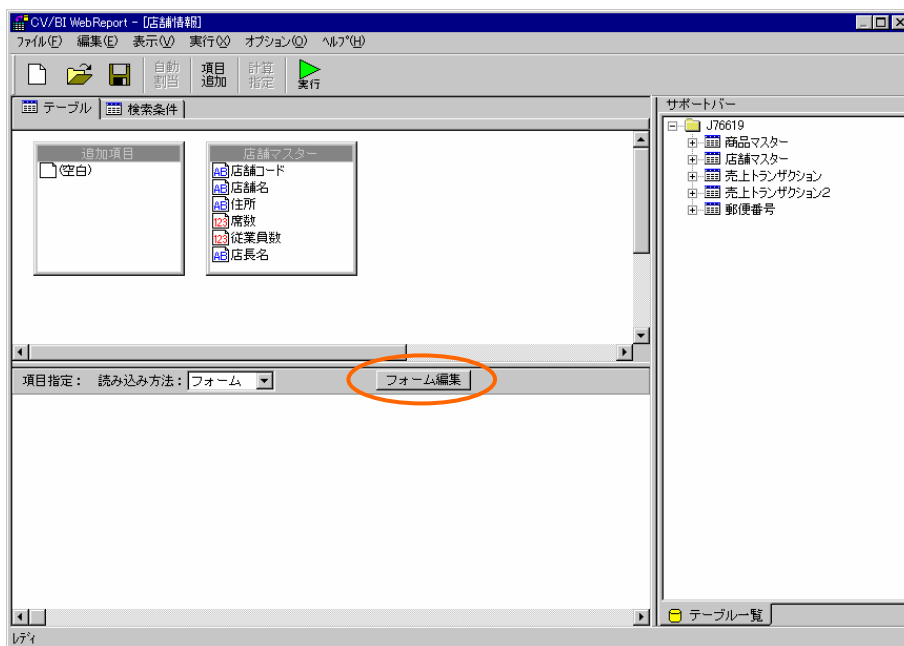 CV/BI WebReport - [店舗情報]
ファイル(F) 編集(E) 表示(V) 実行(X) オプション(O) ヘルプ(H)
自動割当 項目追加 計算指定 実行
テーブル 検索条件
追加項目
(空白)
店舗マスター
店舗コード
店舗名
住所
席数
従業員数
店長名
項目指定： 読み込み方法： フォーム フォーム編集
サポートバー
J76619
商品マスター
店舗マスター
売上トランザクション
売上トランザクション2
郵便番号
テーブル一覧
レディ